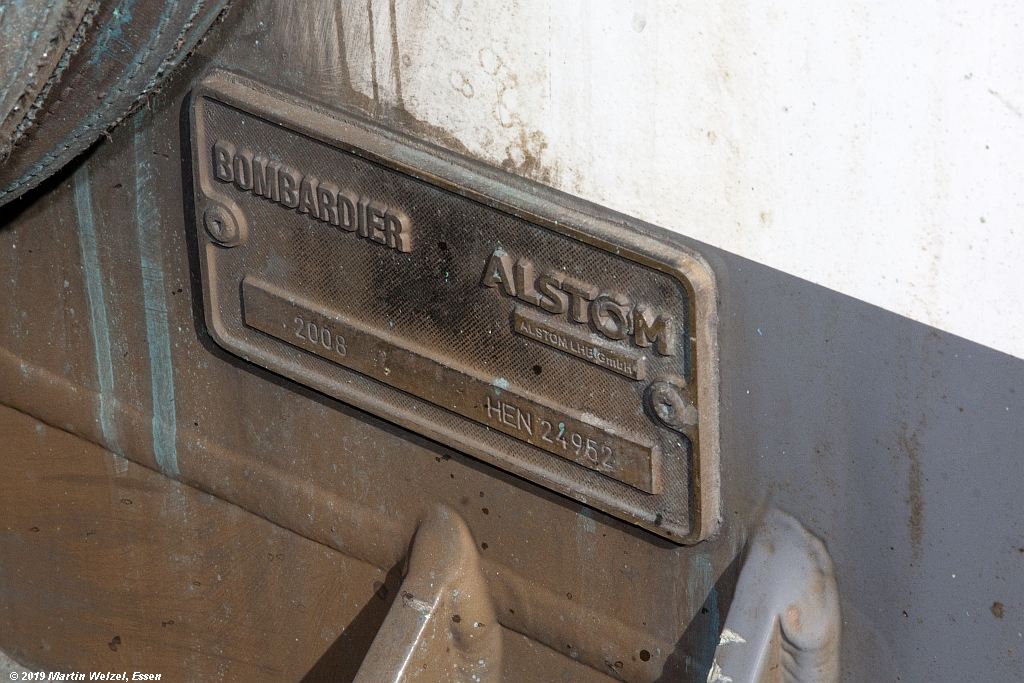 BOMBARDIER
ALSTOM
ALSTOM LHB GmbH
2008
HEN 24952
© 2019 Martin Welzel, Essen